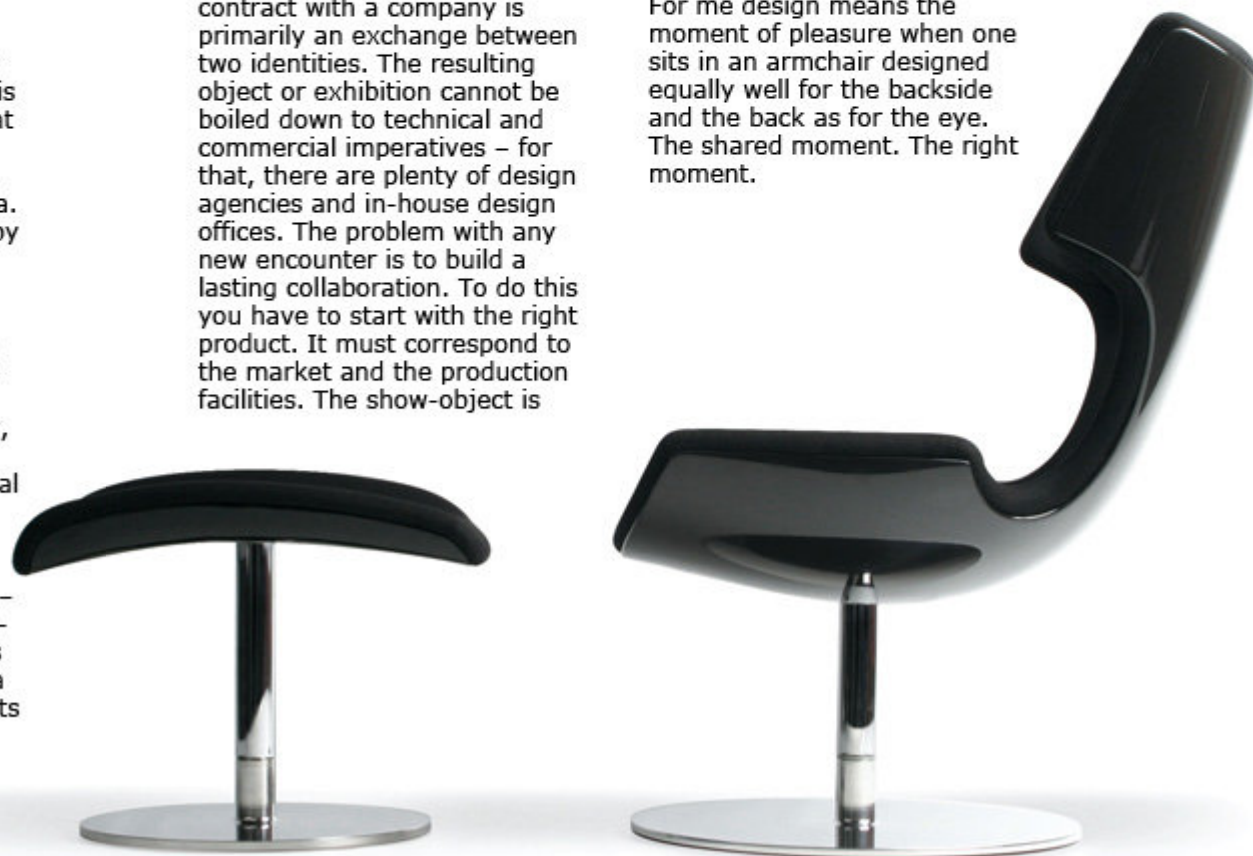 is
nt
a.
by
,
al
–
–
s
a
ts
contract with a company is
primarily an exchange between
two identities. The resulting
object or exhibition cannot be
boiled down to technical and
commercial imperatives – for
that, there are plenty of design
agencies and in-house design
offices. The problem with any
new encounter is to build a
lasting collaboration. To do this
you have to start with the right
product. It must correspond to
the market and the production
facilities. The show-object is
For me design means the
moment of pleasure when one
sits in an armchair designed
equally well for the backside
and the back as for the eye.
The shared moment. The right
moment.